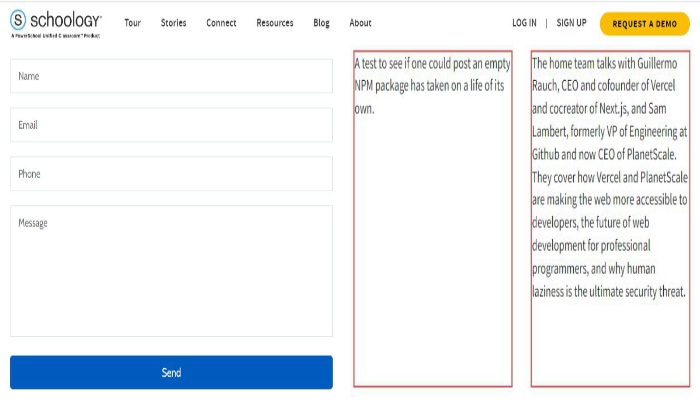 schoology
A PowerSchool Unified Classroom Product
Tour
Stories
Connect
Resources
Blog
About
LOG IN | SIGN UP
REQUEST A DEMO
Name
Email
Phone
Message
Send
A test to see if one could post an empty
NPM package has taken on a life of its
own.
The home team talks with Guillermo
Rauch, CEO and cofounder of Vercel
and cocreator of Next.js, and Sam
Lambert, formerly VP of Engineering at
Github and now CEO of PlanetScale.
They cover how Vercel and PlanetScale
are making the web more accessible to
developers, the future of web
development for professional
programmers, and why human
laziness is the ultimate security threat.